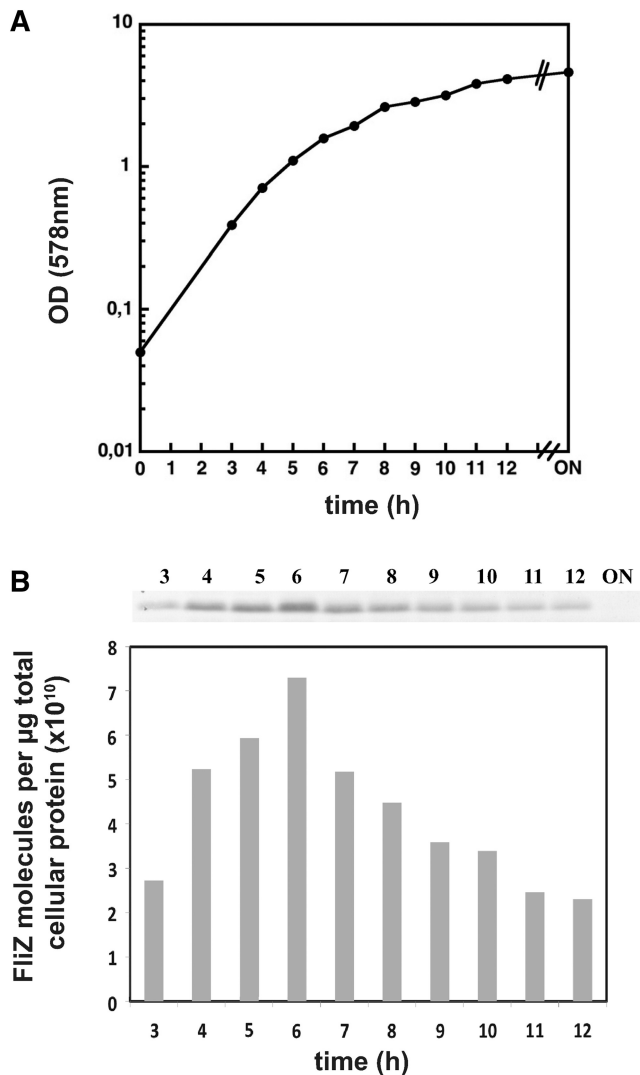 A
10
1
0,1
0,01
OD (578nm)
0 1 2 3 4 5 6 7 8 9 10 11 12 ON
time (h)
B
3 4 5 6 7 8 9 10 11 12 ON
8
7
6
5
4
3
2
1
0
FliZ molecules per µg total
cellular protein (x10¹⁰)
3 4 5 6 7 8 9 10 11 12
time (h)